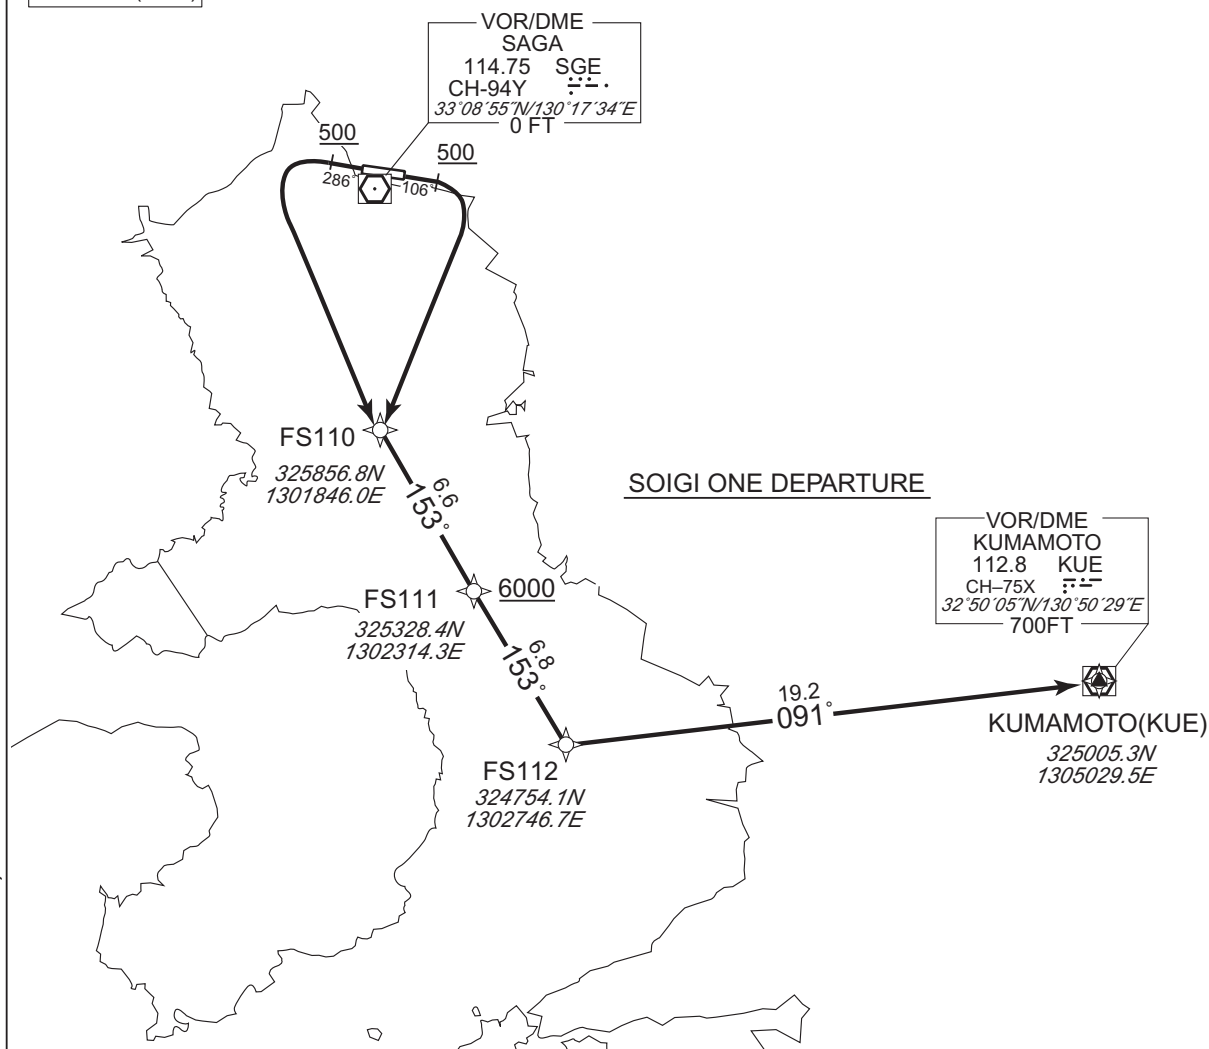 VOR/DME
SAGA
114.75 SGE
CH-94Y
33°08´55˝N/130°17´34˝E
0 FT
500
500
286°
106°
FS110
325856.8N
1301846.0E
6.6
153°
SOIGI ONE DEPARTURE
VOR/DME
KUMAMOTO
112.8 KUE
CH–75X
32°50´05˝N/130°50´29˝E
700FT
FS111
6000
325328.4N
1302314.3E
6.8
153°
19.2
091°
KUMAMOTO(KUE)
325005.3N
1305029.5E
FS112
324754.1N
1302746.7E